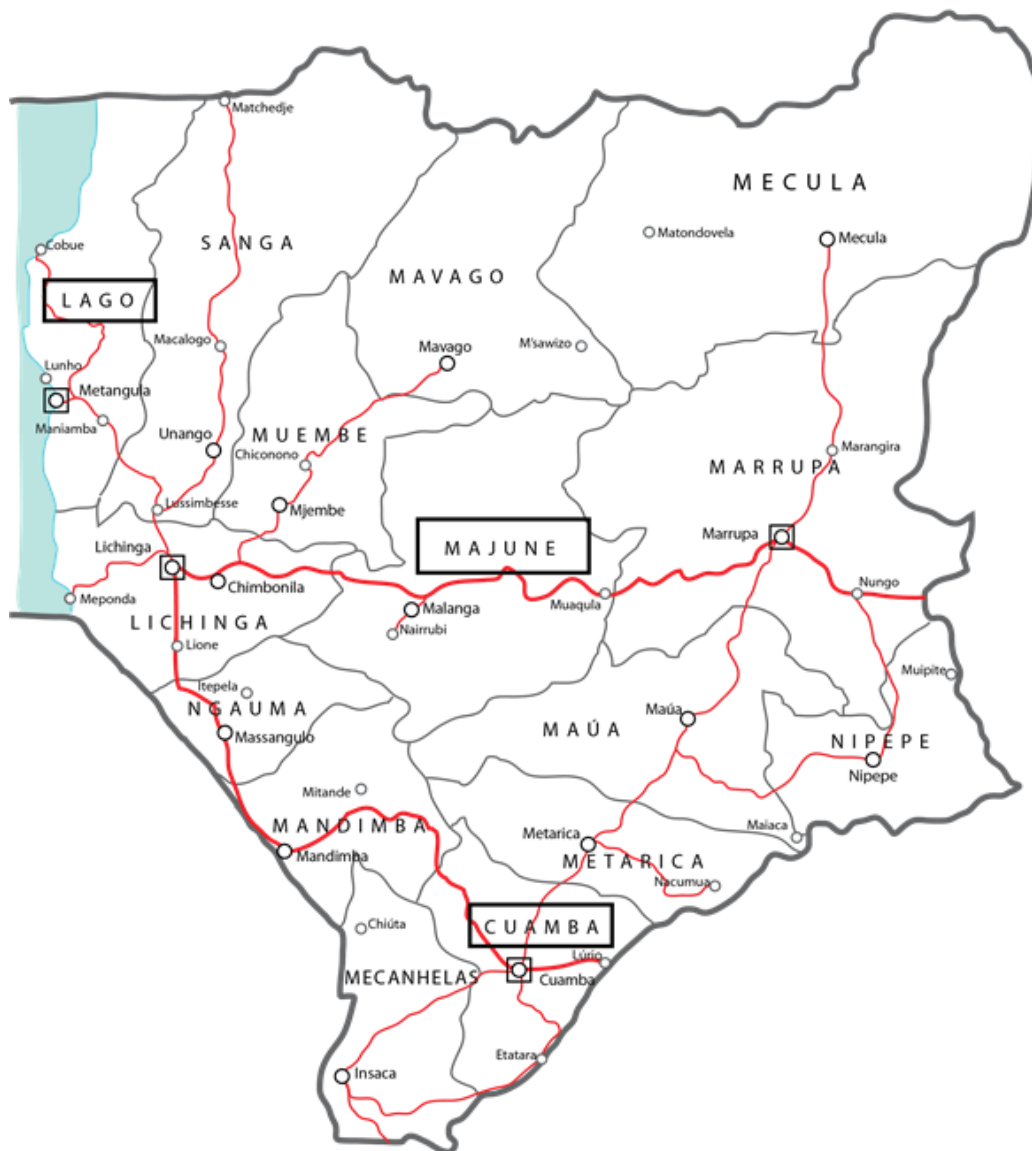 Matchedje
MECULA
Matondovela
Mecula
SANGA
Cobue
MAVAGO
LAGO
Macalogo
Mavago
M'sawizo
Lunho
Metangula
Maniamba
Unango
MUEMBE
Chiconono
MARRUPA
Marangira
Lussimbesse
Mjembe
Lichinga
MAJUNE
Marrupa
Chimbonila
Meponda
Malanga
Muaqula
Nungo
LICHINGA
Nairrubi
Lione
Muipite
Itepela
NGAUMA
Maúa
Massangulo
MAÚA
NIPEPE
Nipepe
Mitande
MANDIMBA
Metarica
Maiaca
Mandimba
METARICA
Nacumua
Chiúta
CUAMBA
Lúrio
MECANHELAS
Cuamba
Etatara
Insaca